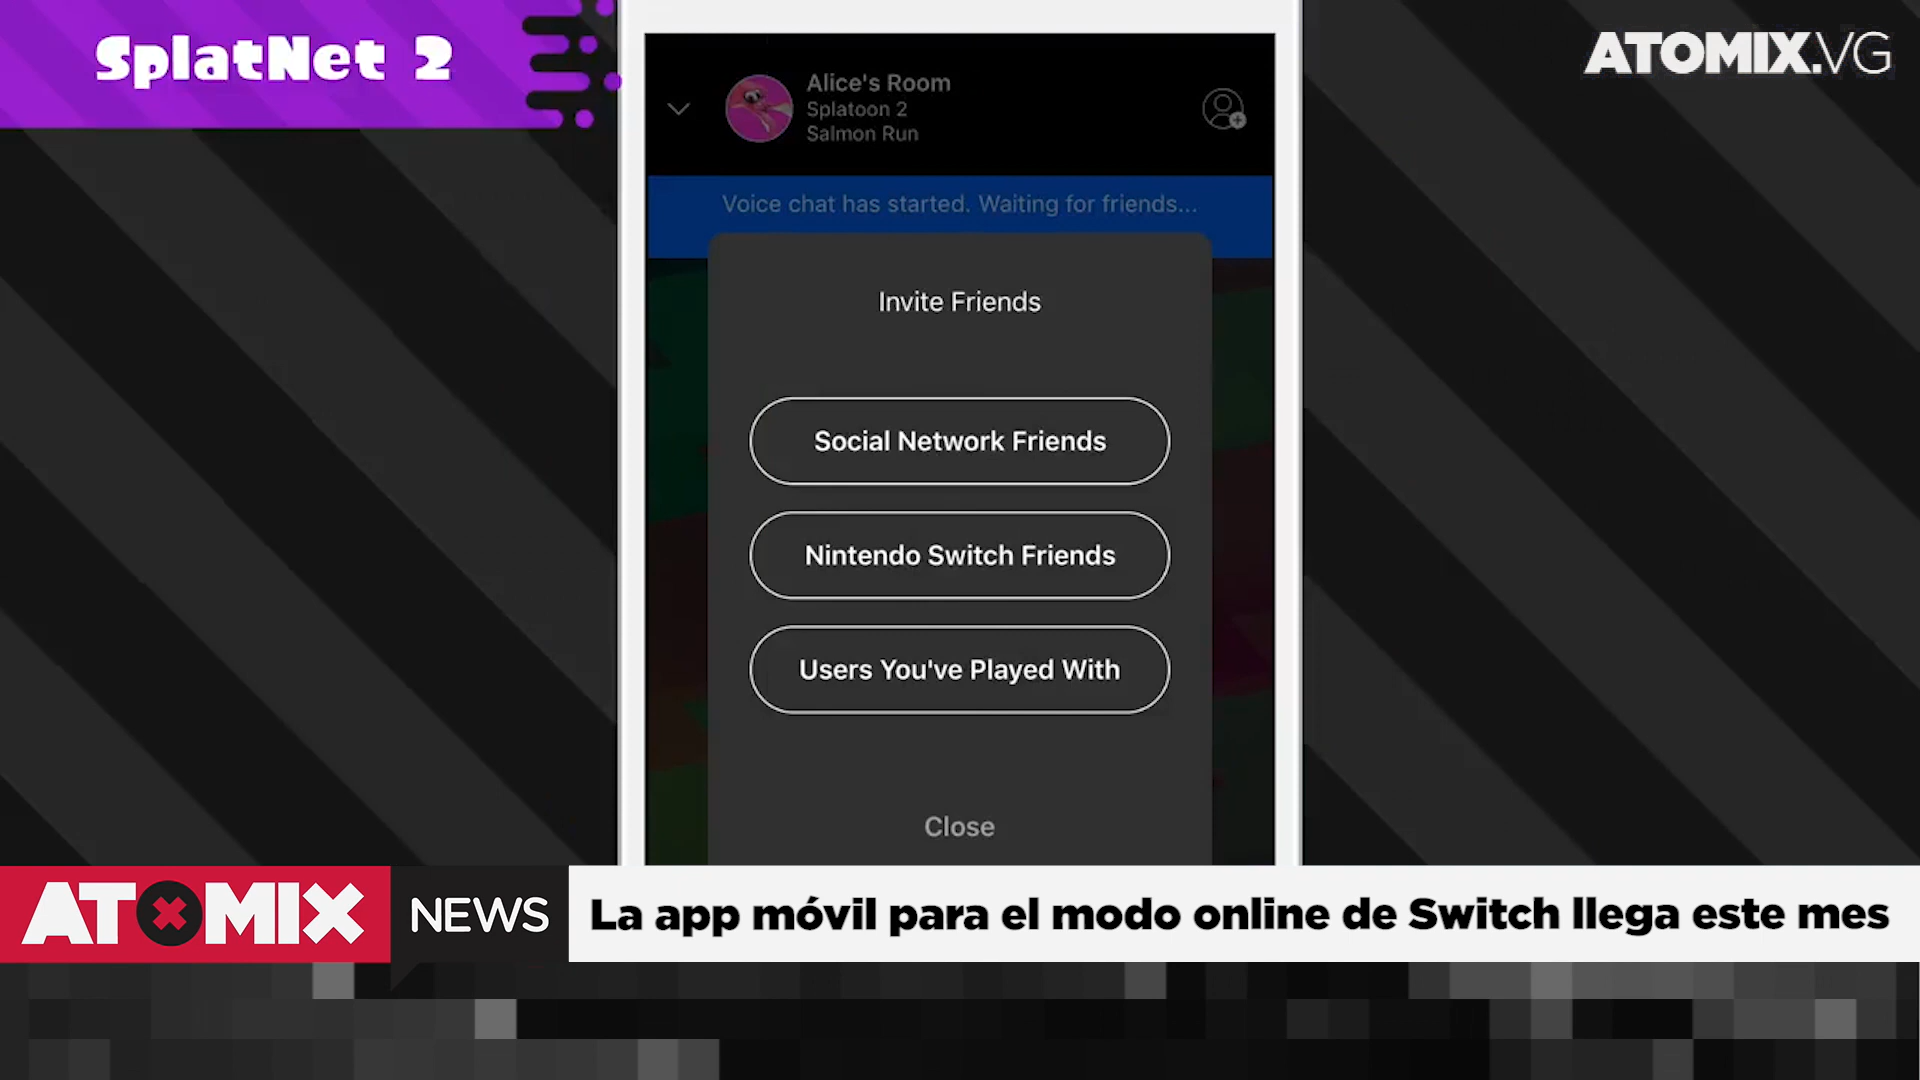 SplatNet 2
ATOMIX.VG
Alice's Room
Splatoon 2
Salmon Run
Voice chat has started. Waiting for friends...
Invite Friends
Social Network Friends
Nintendo Switch Friends
Users You've Played With
Close
ATOMIX NEWS
La app móvil para el modo online de Switch llega este mes